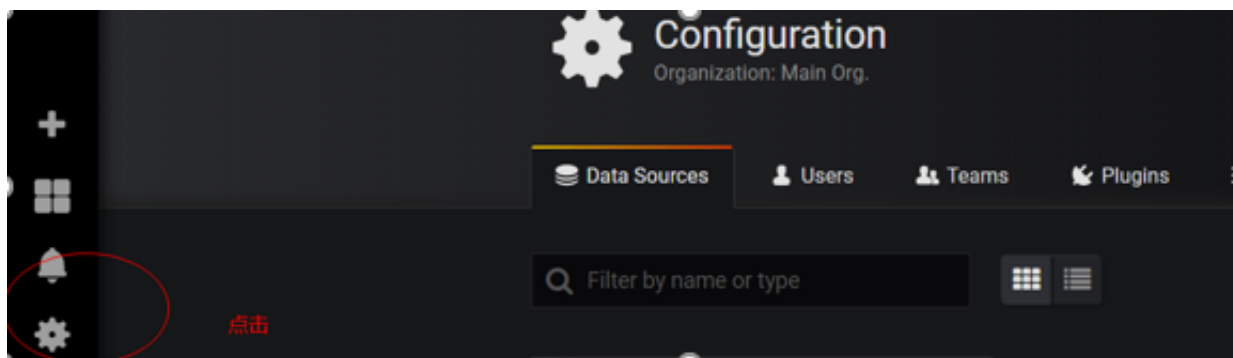 Configuration
Organization: Main Org.
Data Sources
Users
Teams
Plugins
Filter by name or type
点击